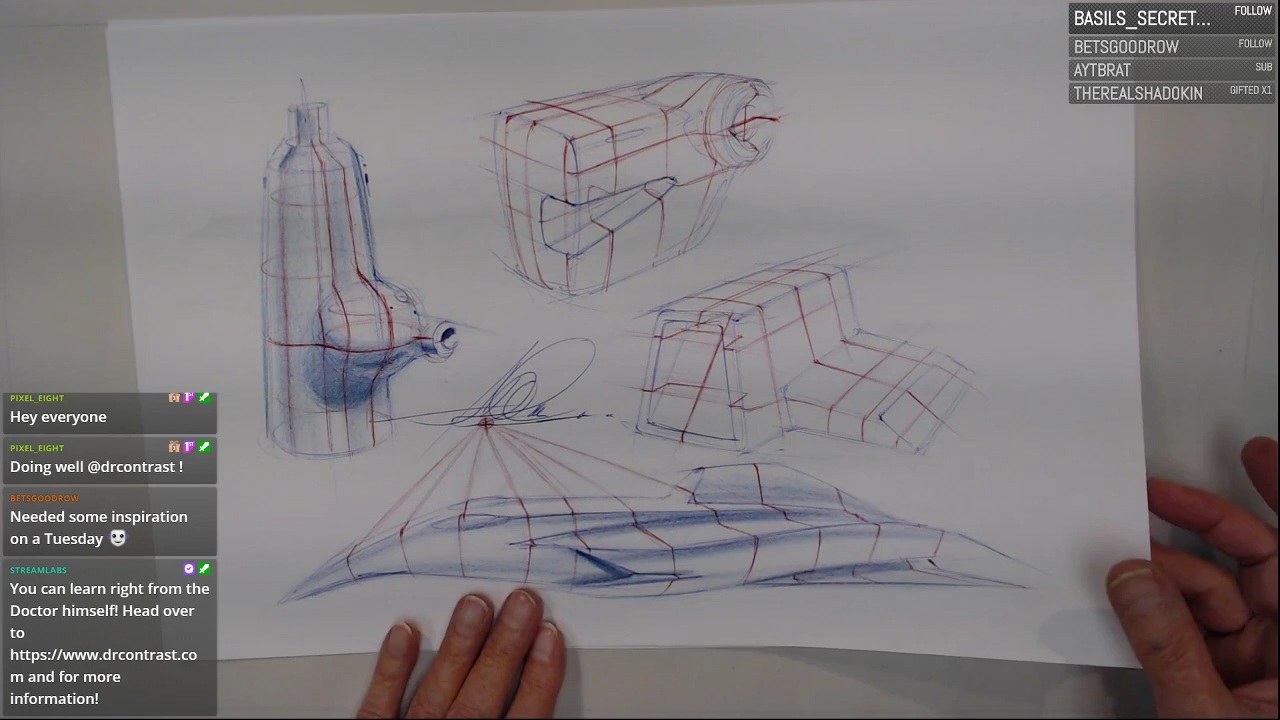 BASILS_SECRET... FOLLOW
BETSGOODROW FOLLOW
AYTBRAT SUB
THEREALSHADOKIN GIFTED X1
PIXEL_EIGHT
Hey everyone
PIXEL_EIGHT
Doing well @drcontrast !
BETSGOODROW
Needed some inspiration
on a Tuesday
STREAMLABS
You can learn right from the
Doctor himself! Head over
to
https://www.drcontrast.co
m and for more
information!